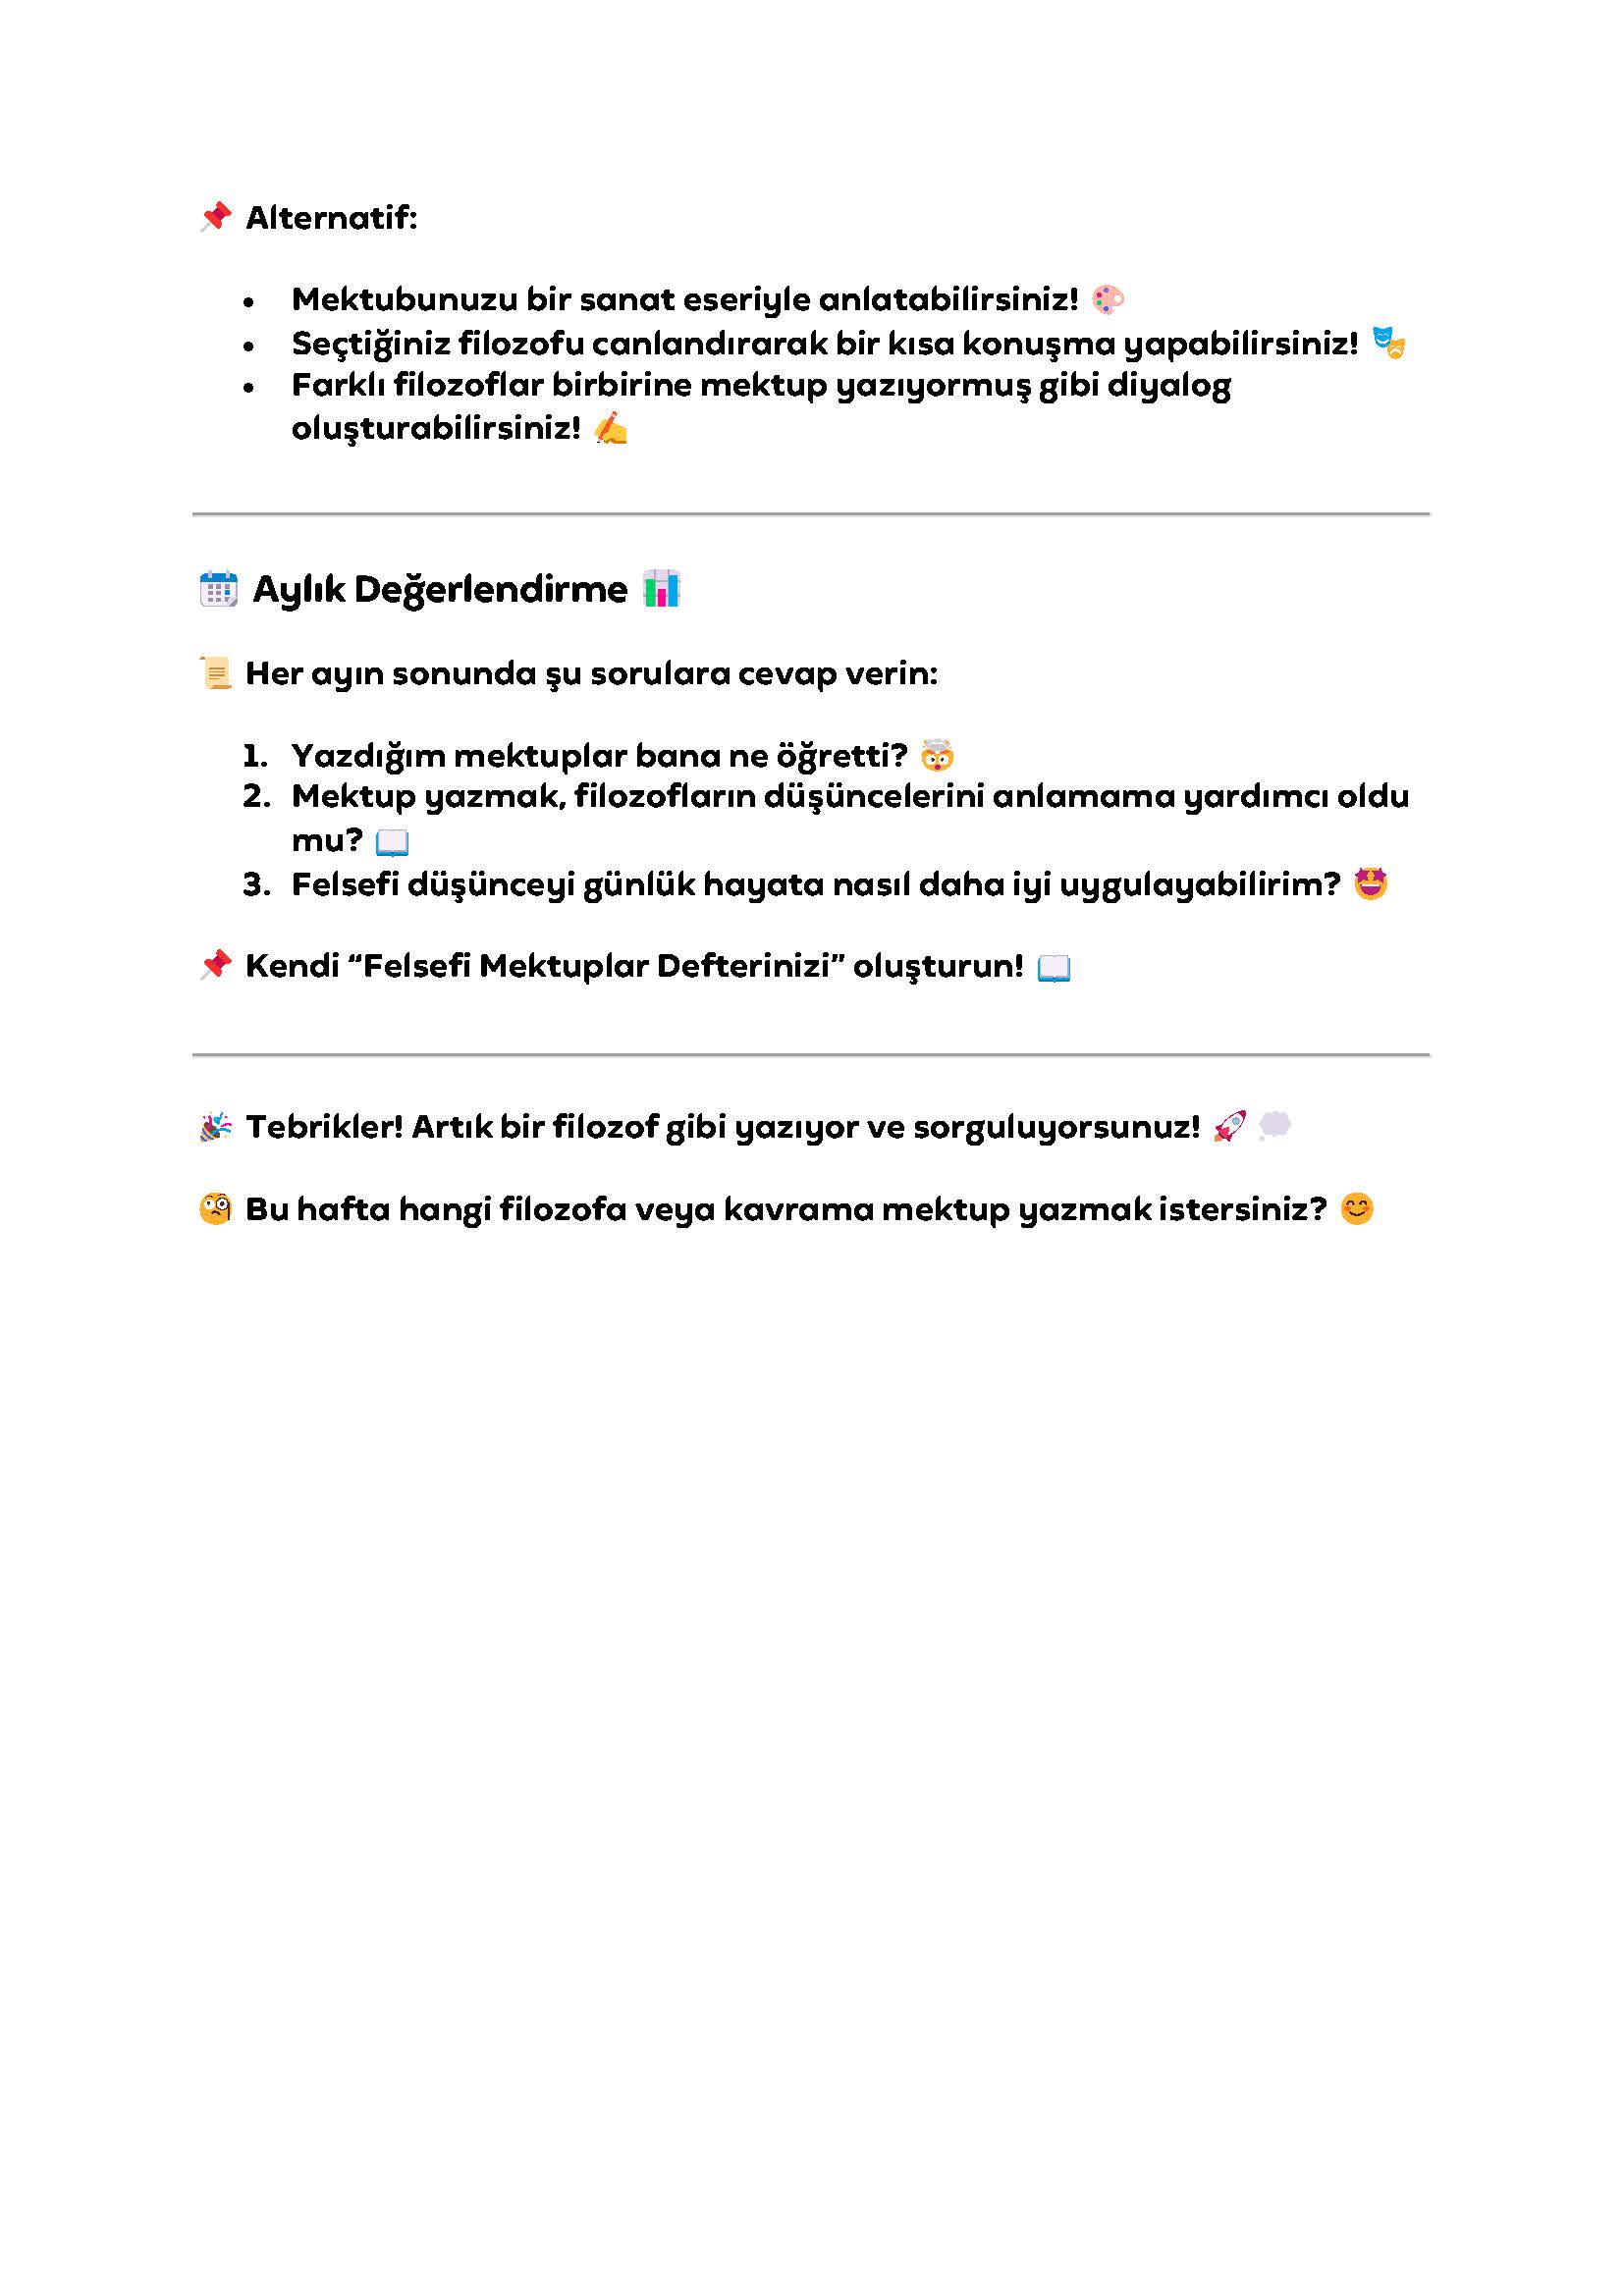 📌 Alternatif:
• Mektubunuzu bir sanat eseriyle anlatabilirsiniz! 🎨
• Seçtiğiniz filozofu canlandırarak bir kısa konuşma yapabilirsiniz! 🎭
• Farklı filozoflar birbirine mektup yazıyormuş gibi diyalog
oluşturabilirsiniz! ✍️
📅 Aylık Değerlendirme 📊
📜 Her ayın sonunda şu sorulara cevap verin:
1. Yazdığım mektuplar bana ne öğretti? 🤯
2. Mektup yazmak, filozofların düşüncelerini anlamama yardımcı oldu
mu? 📖
3. Felsefi düşünceyi günlük hayata nasıl daha iyi uygulayabilirim? 🤩
📌 Kendi “Felsefi Mektuplar Defterinizi” oluşturun! 📖
🎉 Tebrikler! Artık bir filozof gibi yazıyor ve sorguluyorsunuz! 🚀💭
🧐 Bu hafta hangi filozofa veya kavrama mektup yazmak istersiniz? 😊